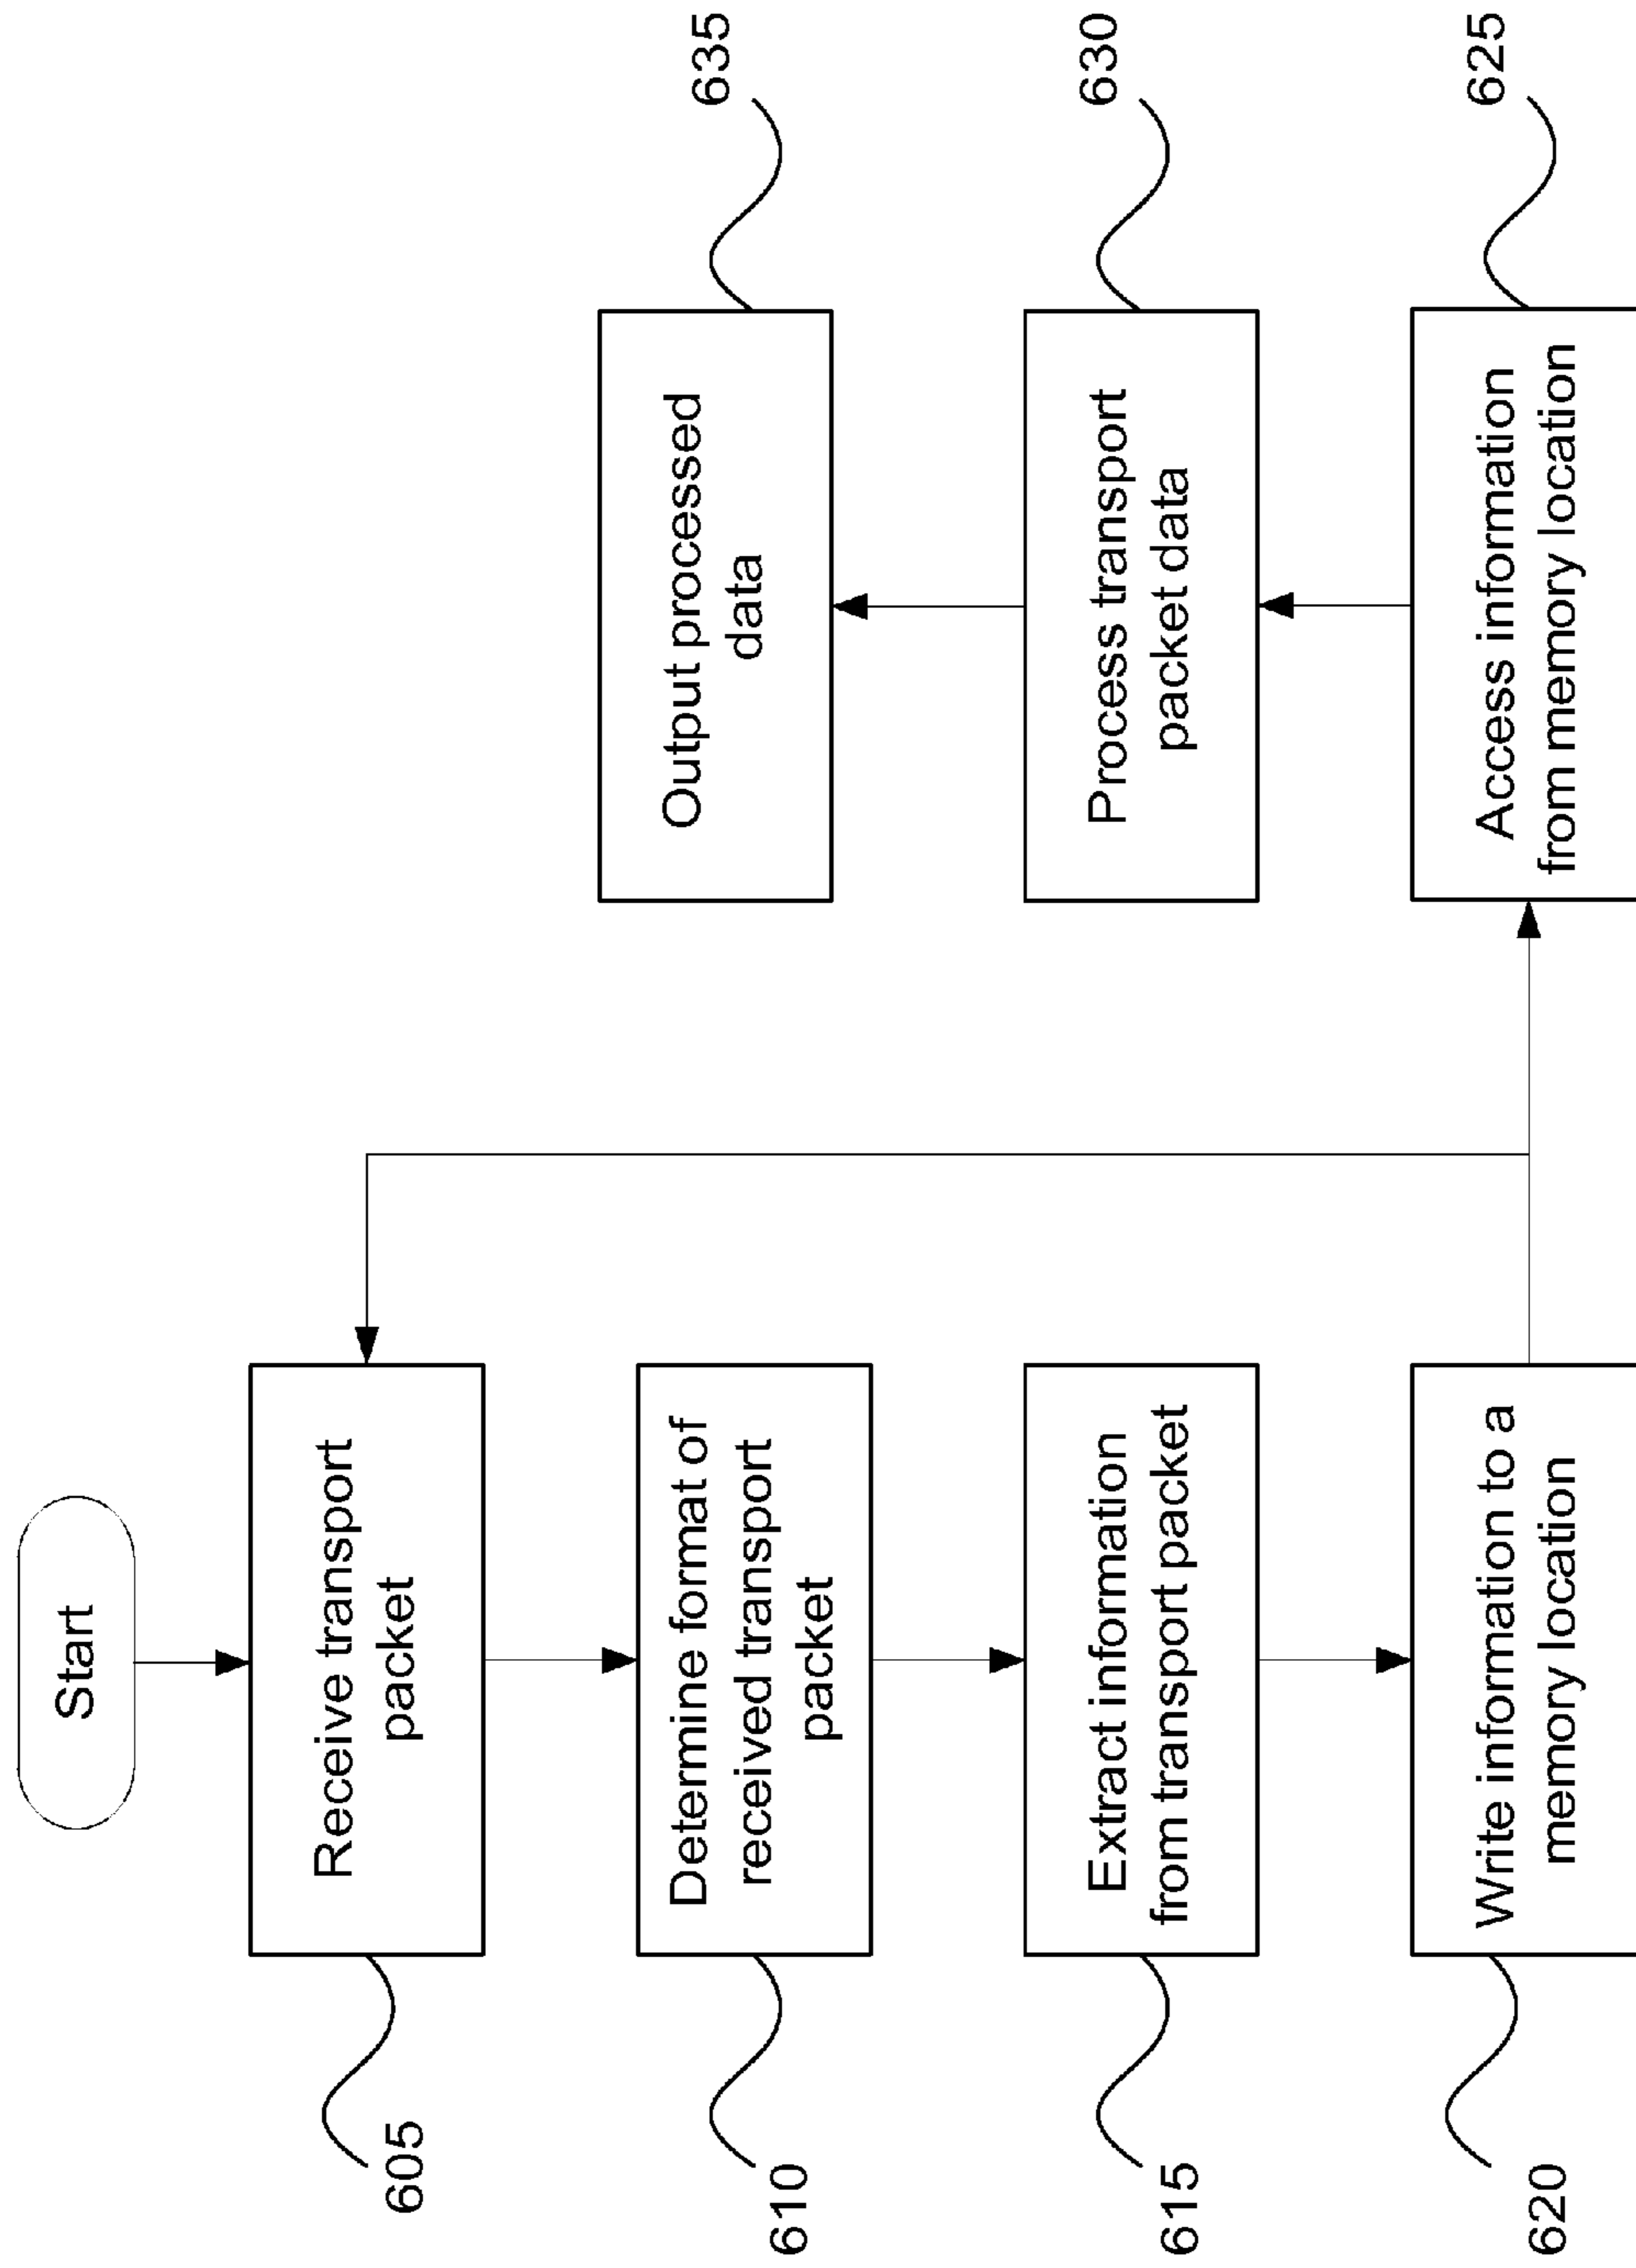 Start
Receive transport
packet
605
Determine format of
received transport
packet
610
Extract information
from transport packet
615
Write information to a
memory location
620
Access information
from memory location
625
Process transport
packet data
630
Output processed
data
635